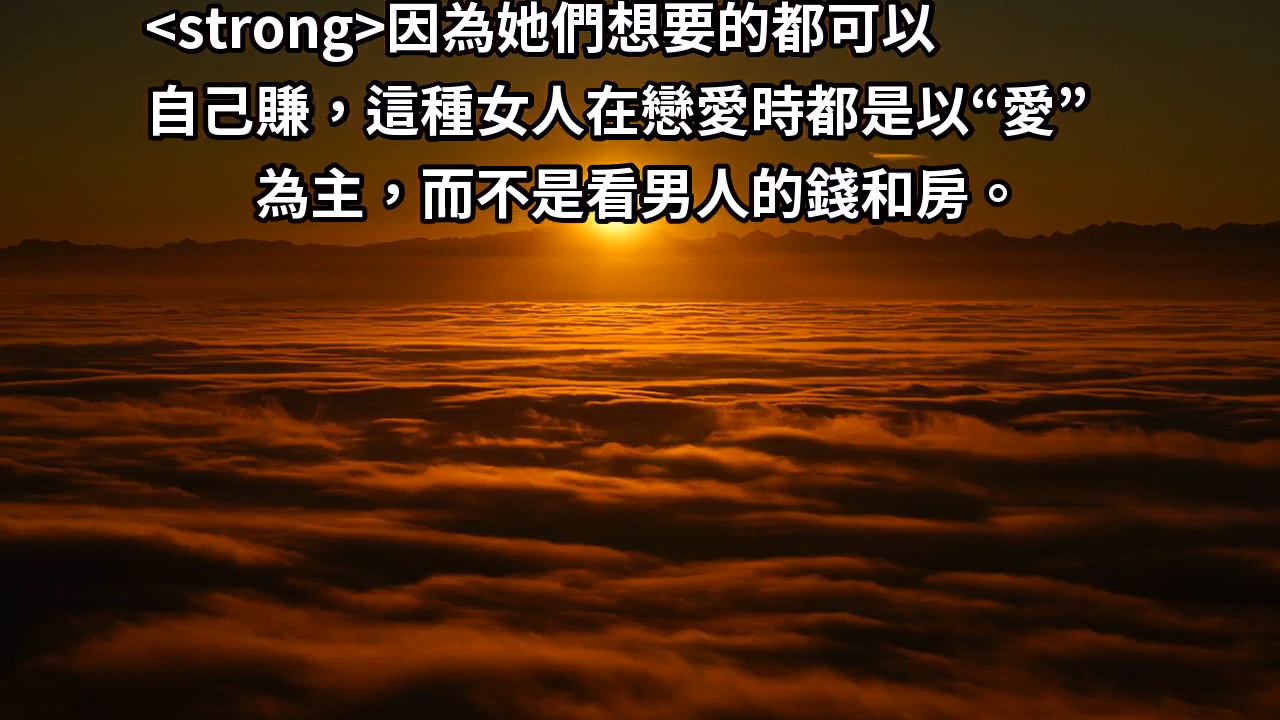 <strong>因為她們想要的都可以
自己賺，這種女人在戀愛時都是以“愛”
為主，而不是看男人的錢和房。